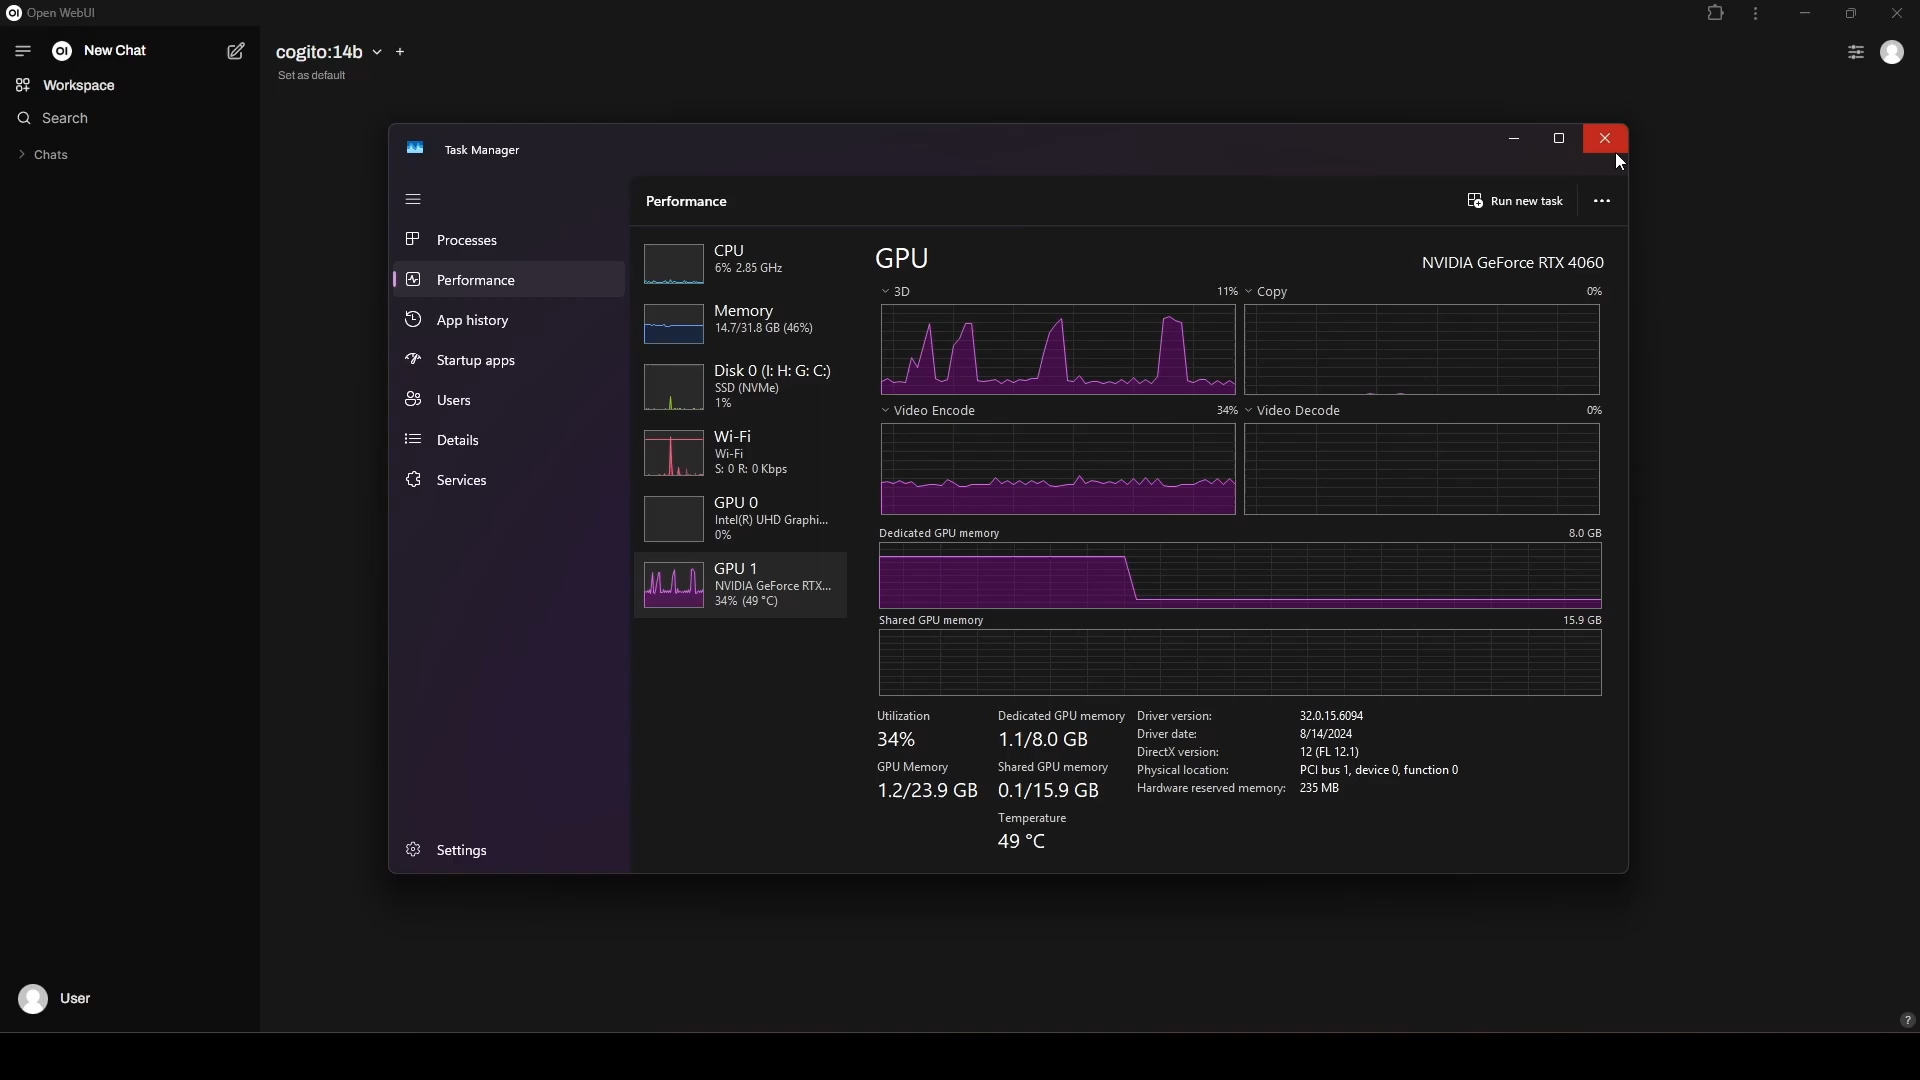 OI Open WebUI
OI New Chat
Workspace
Search
Chats
cogito:14b
Set as default
Task Manager
Processes
Performance
App history
Startup apps
Users
Details
Services
Settings
Performance
Run new task
CPU
6% 2.85 GHz
Memory
14.7/31.8 GB (46%)
Disk 0 (I: H: G: C:)
SSD (NVMe)
1%
Wi-Fi
Wi-Fi
S: 0 R: 0 Kbps
GPU 0
Intel(R) UHD Graphi...
0%
GPU 1
NVIDIA GeForce RTX...
34% (49 °C)
GPU
NVIDIA GeForce RTX 4060
3D 11%
Copy 0%
Video Encode 34%
Video Decode 0%
Dedicated GPU memory 8.0 GB
Shared GPU memory 15.9 GB
Utilization
34%
Dedicated GPU memory
1.1/8.0 GB
GPU Memory
1.2/23.9 GB
Shared GPU memory
0.1/15.9 GB
Temperature
49 °C
Driver version: 32.0.15.6094
Driver date: 8/14/2024
DirectX version: 12 (FL 12.1)
Physical location: PCI bus 1, device 0, function 0
Hardware reserved memory: 235 MB
User
?